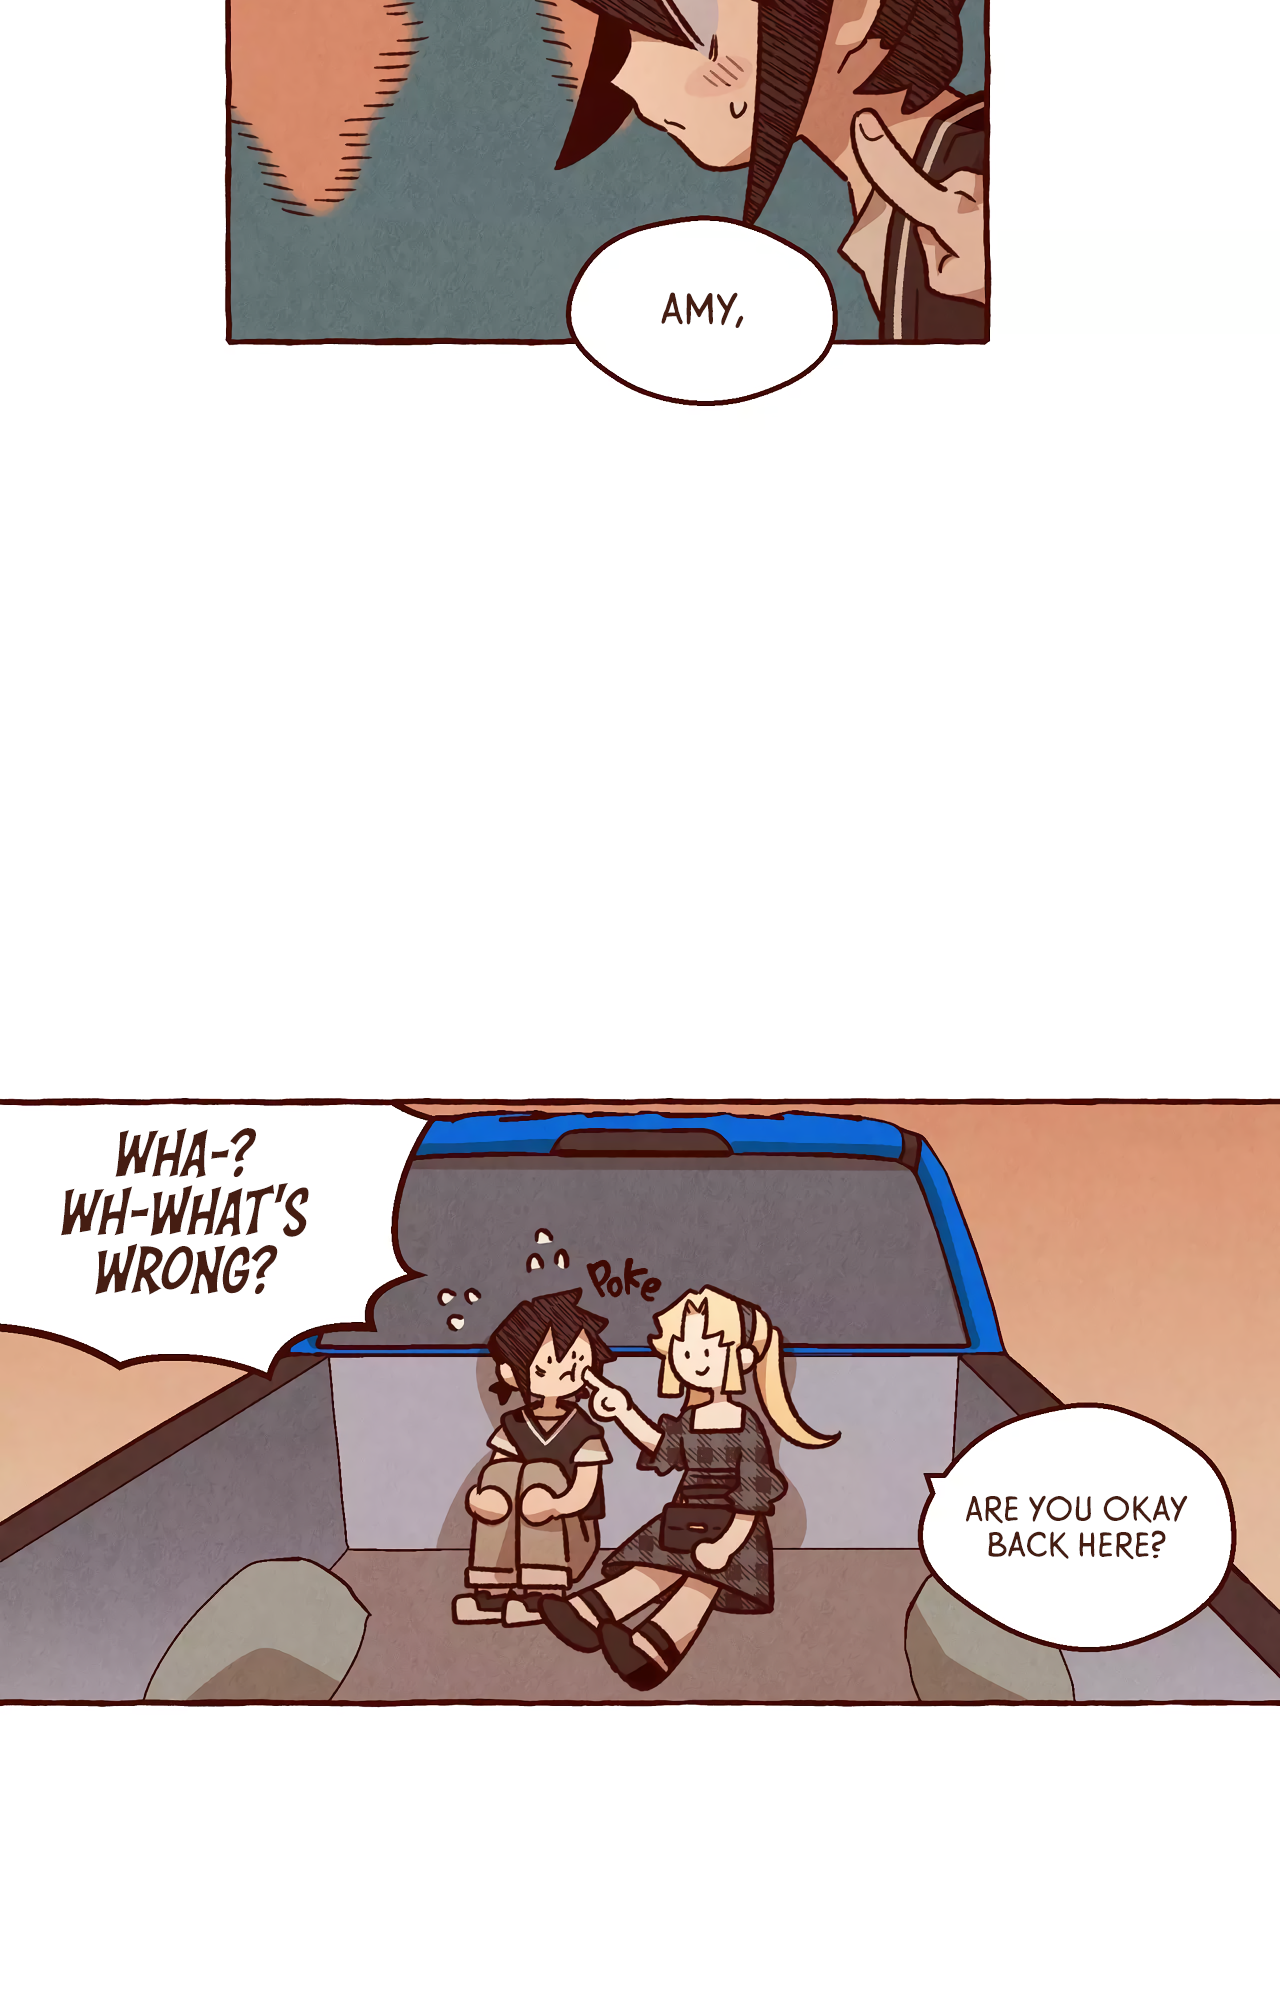 AMY,
WHA-?
WH-WHAT'S
WRONG?
POKE
ARE YOU OKAY
BACK HERE?